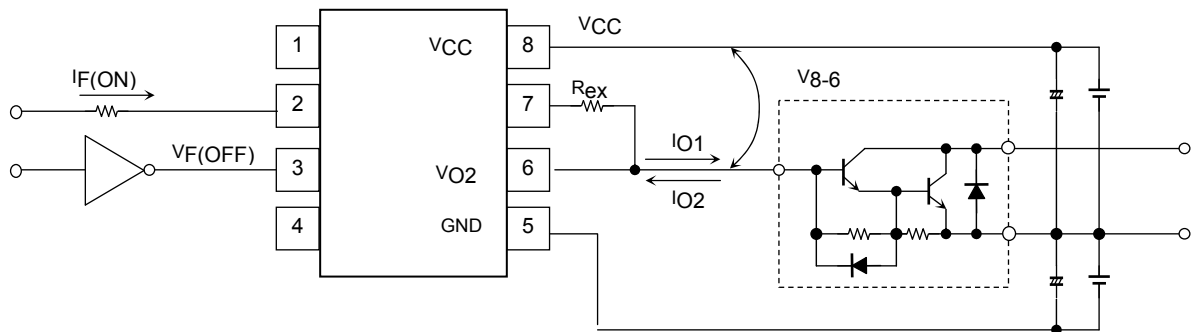 VCC
1
VCC
8
V8-6
IF(ON)
2
7
Rex
IO1
VF(OFF)
3
VO2
6
IO2
4
GND
5